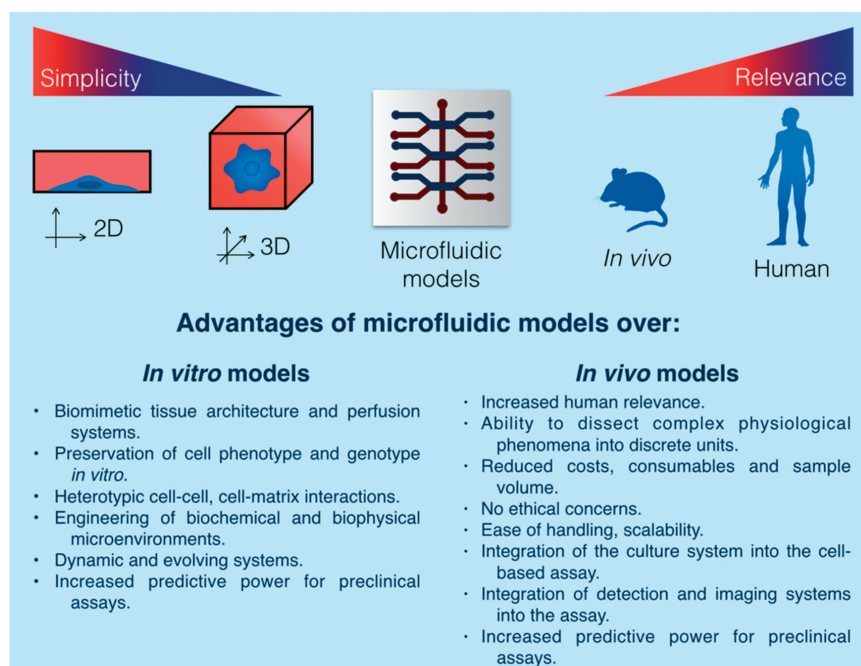 Simplicity
Relevance
2D
3D
Microfluidic
models
In vivo
Human
Advantages of microfluidic models over:
In vitro models
• Biomimetic tissue architecture and perfusion
systems.
• Preservation of cell phenotype and genotype
in vitro.
• Heterotypic cell-cell, cell-matrix interactions.
• Engineering of biochemical and biophysical
microenvironments.
• Dynamic and evolving systems.
• Increased predictive power for preclinical
assays.
In vivo models
· Increased human relevance.
· Ability to dissect complex physiological
phenomena into discrete units.
· Reduced costs, consumables and sample
volume.
· No ethical concerns.
· Ease of handling, scalability.
· Integration of the culture system into the cell-
based assay.
· Integration of detection and imaging systems
into the assay.
· Increased predictive power for preclinical
assays.